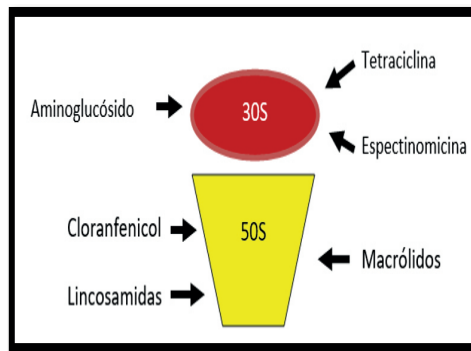 Tetraciclina
Aminoglucósido
30S
Espectinomicina
Cloranfenicol
50S
Macrólidos
Lincosamidas